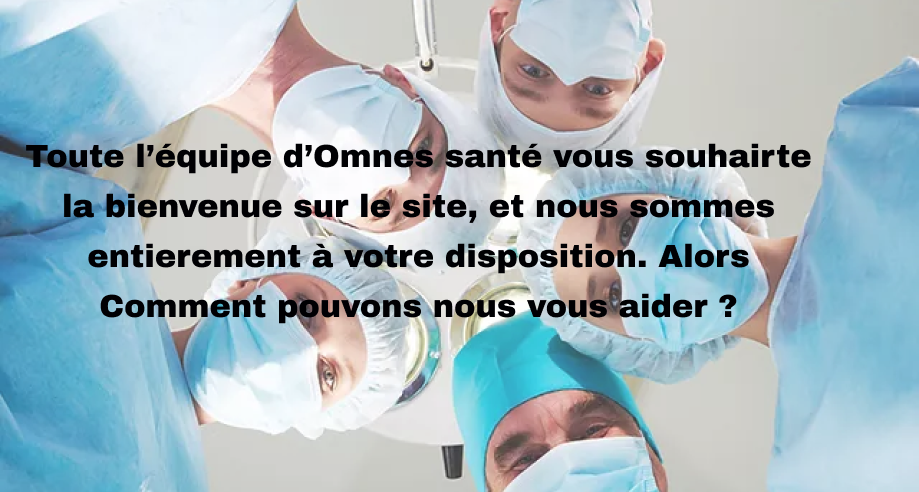 Toute l’équipe d’Omnes santé vous souhairte
la bienvenue sur le site, et nous sommes
entierement à votre disposition. Alors
Comment pouvons nous vous aider ?